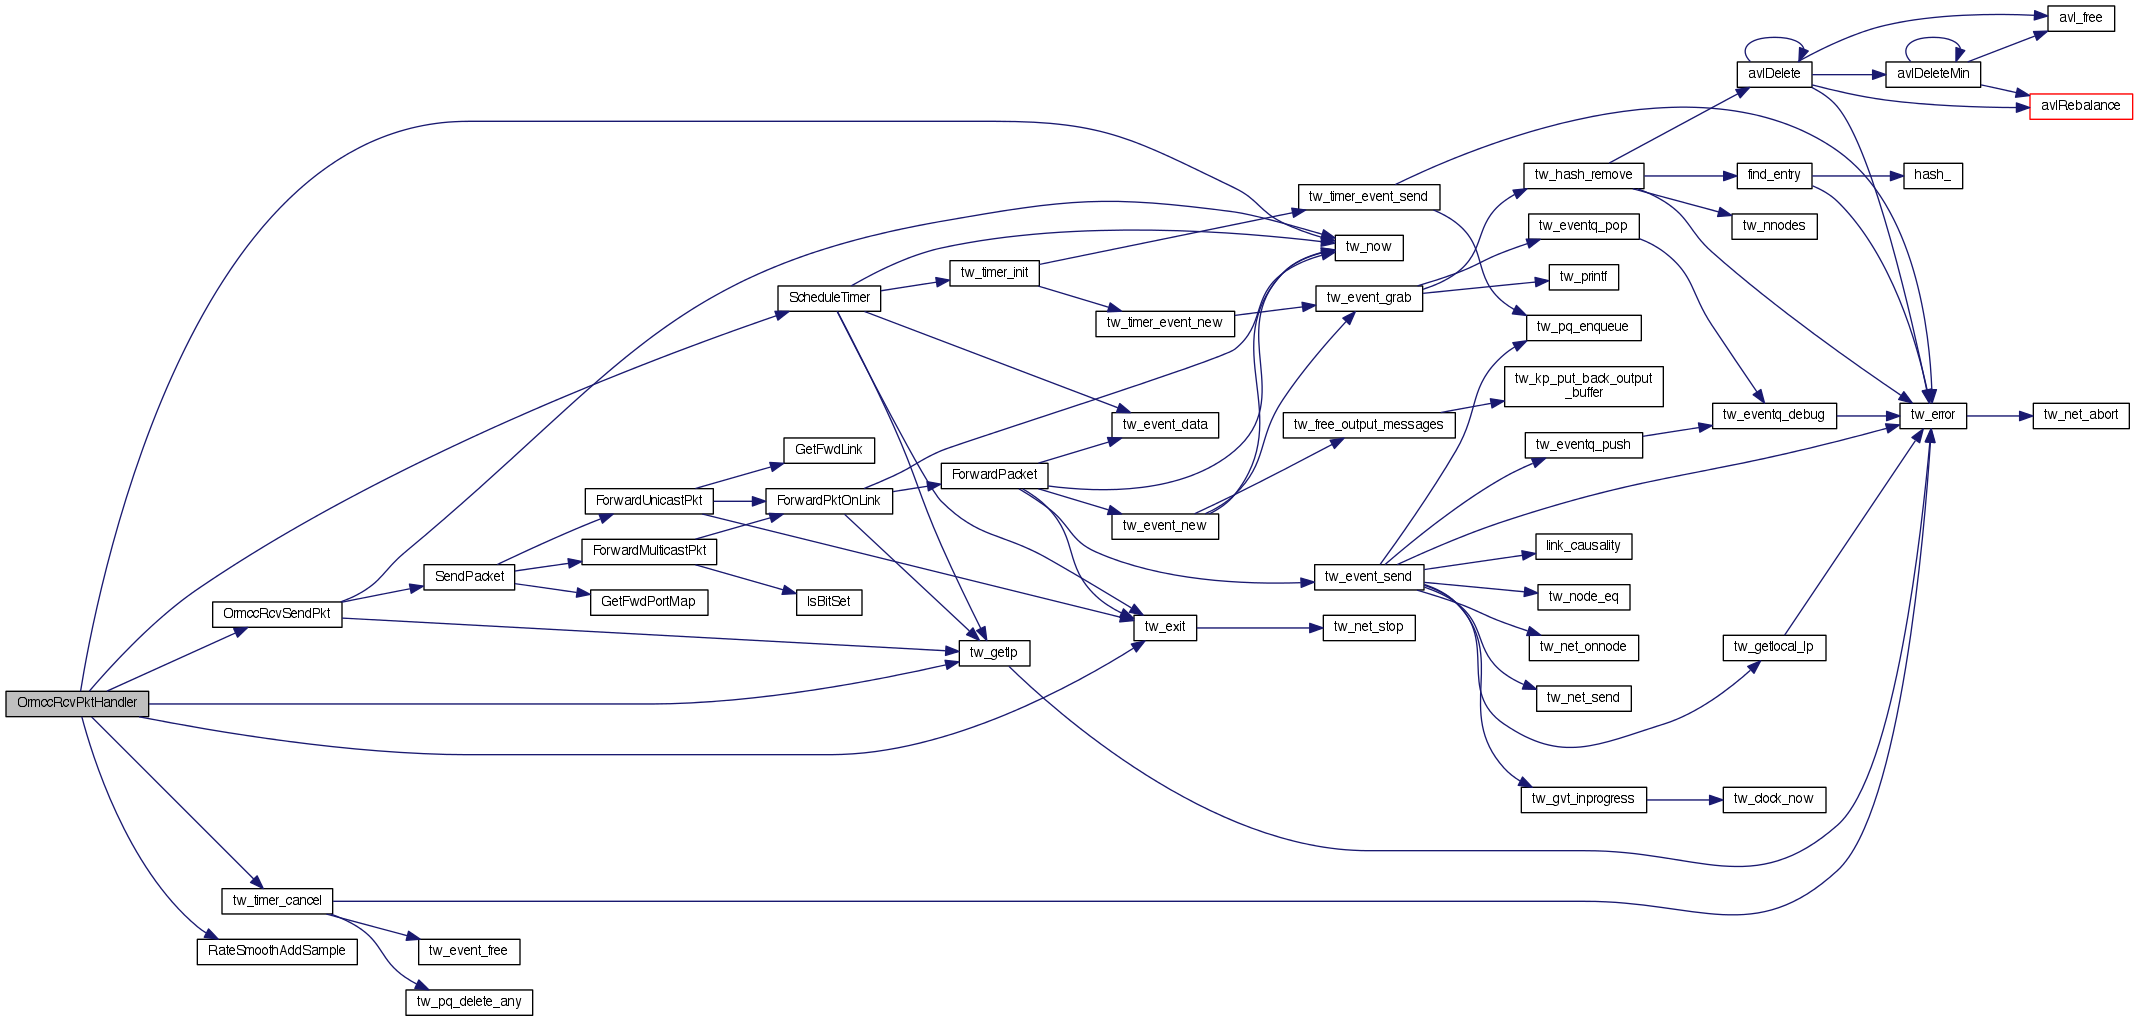 avl_free
avlDelete
avlDeleteMin
avlRebalance
tw_hash_remove
find_entry
hash_
tw_timer_event_send
tw_nnodes
tw_eventq_pop
tw_now
tw_timer_init
tw_printf
ScheduleTimer
tw_event_grab
tw_timer_event_new
tw_pq_enqueue
tw_kp_put_back_output
_buffer
tw_event_data
tw_free_output_messages
tw_eventq_debug
tw_error
tw_net_abort
GetFwdLink
tw_eventq_push
ForwardPacket
ForwardUnicastPkt
ForwardPktOnLink
tw_event_new
ForwardMulticastPkt
link_causality
SendPacket
tw_event_send
GetFwdPortMap
IsBitSet
tw_node_eq
OrmccRcvSendPkt
tw_exit
tw_net_stop
tw_getlp
tw_net_onnode
tw_getlocal_lp
OrmccRcvPktHandler
tw_net_send
tw_gvt_inprogress
tw_clock_now
tw_timer_cancel
RateSmoothAddSample
tw_event_free
tw_pq_delete_any